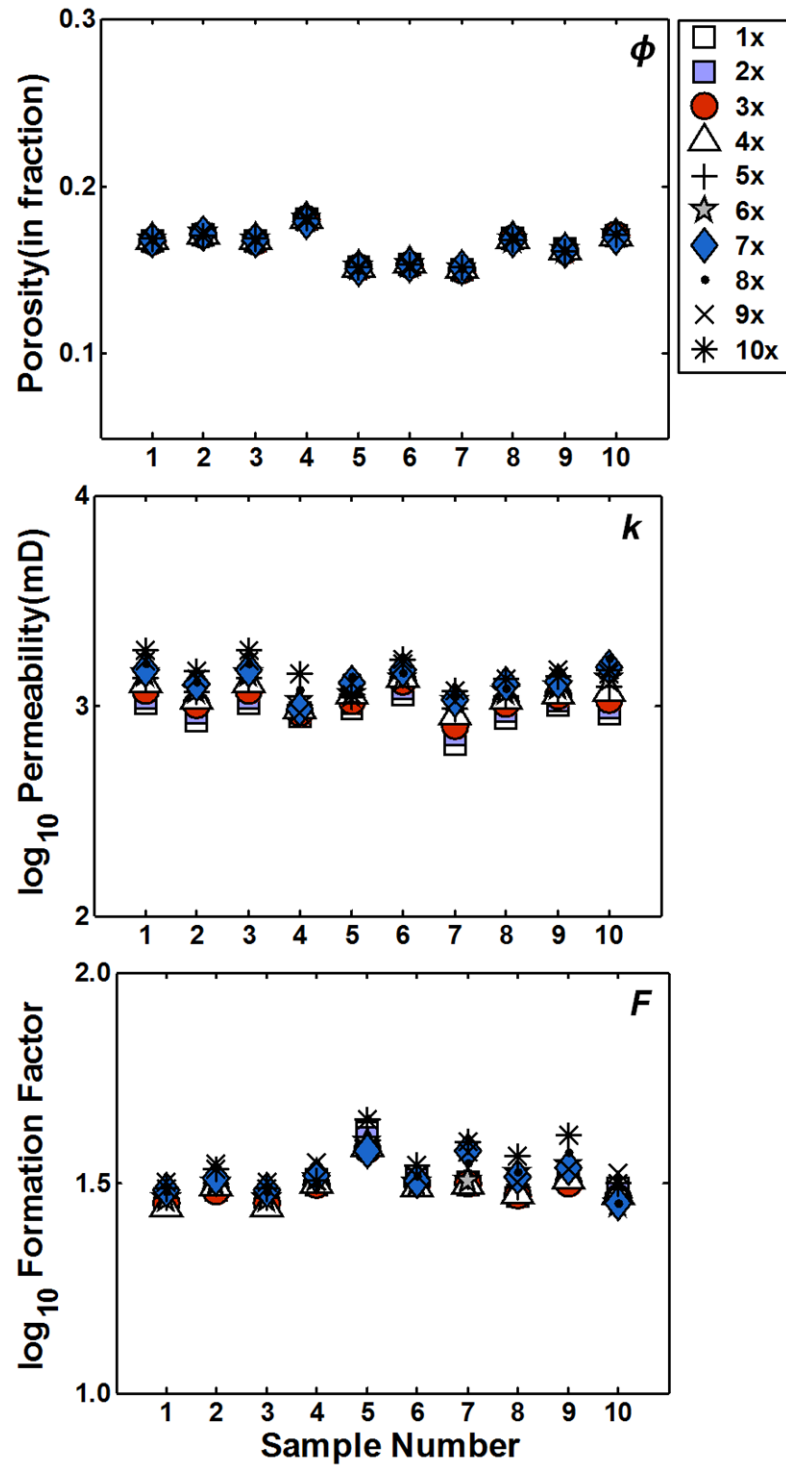 0.3
0.2
0.1
Porosity(in fraction)
ϕ
1 2 3 4 5 6 7 8 9 10
1x
2x
3x
4x
5x
6x
7x
8x
9x
10x
4
3
2
log10 Permeability(mD)
k
1 2 3 4 5 6 7 8 9 10
2.0
1.5
1.0
log10 Formation Factor
F
1 2 3 4 5 6 7 8 9 10
Sample Number